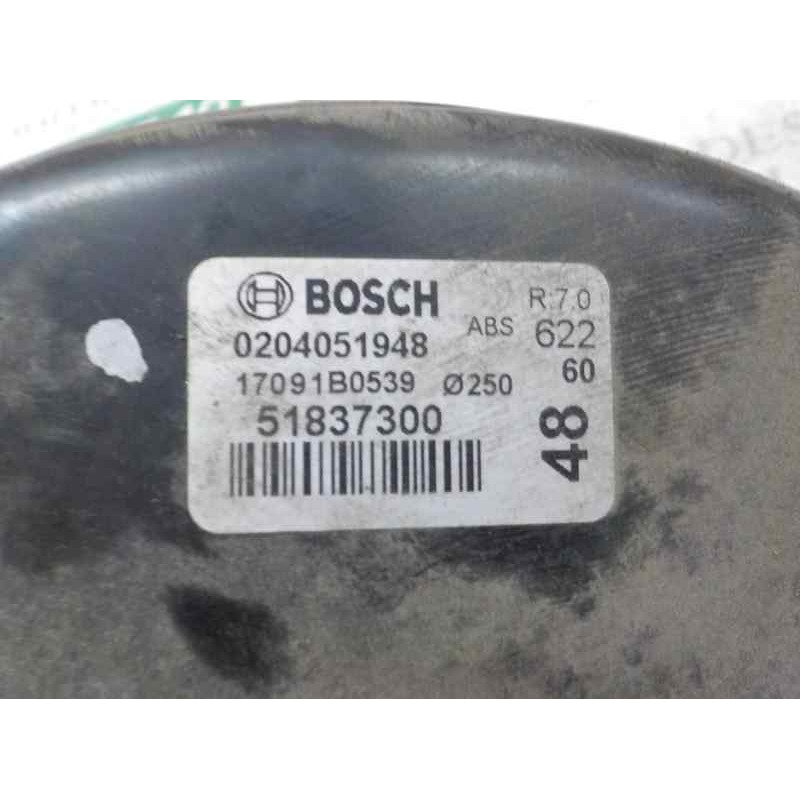 BOSCH R:7.0
0204051948 ABS 622
17091B0539 Ø250 60
51837300 48